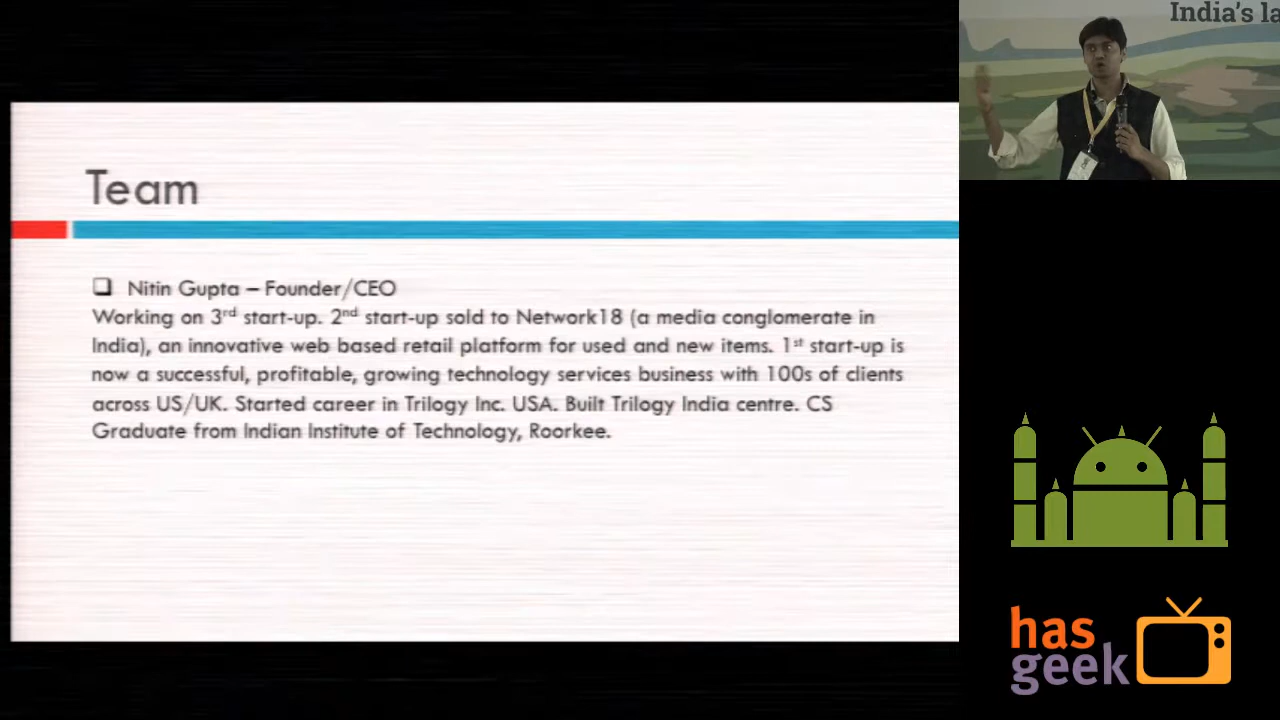 India's la
Team
Nitin Gupta – Founder/CEO
Working on 3rd start-up. 2nd start-up sold to Network18 (a media conglomerate in
India), an innovative web based retail platform for used and new items. 1st start-up is
now a successful, profitable, growing technology services business with 100s of clients
across US/UK. Started career in Trilogy Inc. USA. Built Trilogy India centre. CS
Graduate from Indian Institute of Technology, Roorkee.
has
geek